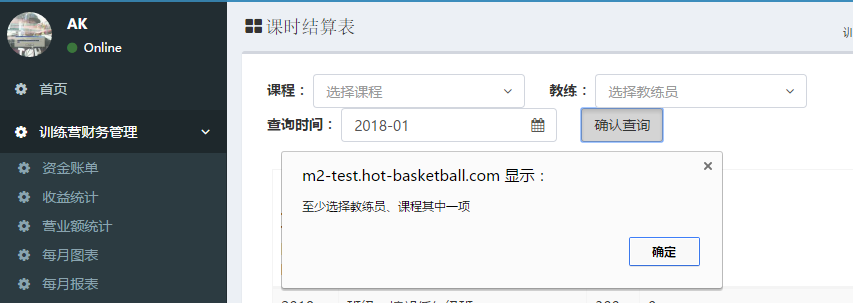 AK
Online
首页
训练营财务管理
资金账单
收益统计
营业额统计
每月图表
每月报表
课时结算表
训
课程： 选择课程 教练： 选择教练员
查询时间： 2018-01 确认查询
m2-test.hot-basketball.com 显示：
至少选择教练员、课程其中一项
确定